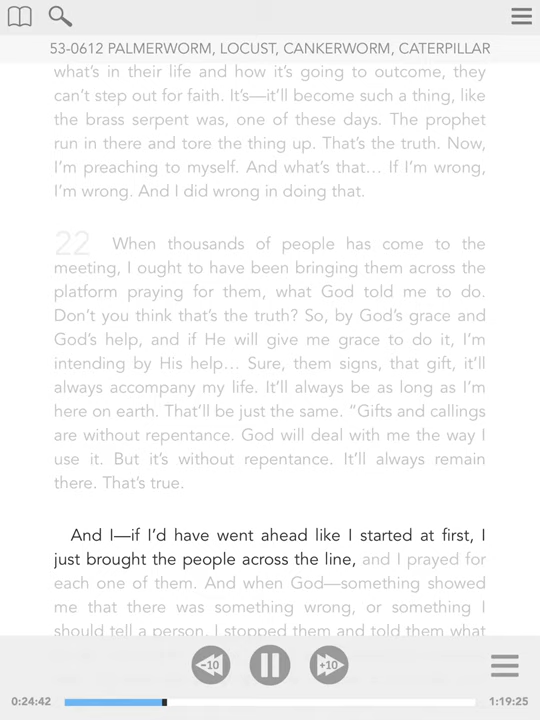 53-0612 PALMERWORM, LOCUST, CANKERWORM, CATERPILLAR
what's in their life and how it's going to outcome, they
can't step out for faith. It's—it'll become such a thing, like
the brass serpent was, one of these days. The prophet
run in there and tore the thing up. That's the truth. Now,
I'm preaching to myself. And what's that… If I'm wrong,
I'm wrong. And I did wrong in doing that.
22 When thousands of people has come to the
meeting, I ought to have been bringing them across the
platform praying for them, what God told me to do.
Don't you think that's the truth? So, by God's grace and
God's help, and if He will give me grace to do it, I'm
intending by His help… Sure, them signs, that gift, it'll
always accompany my life. It'll always be as long as I'm
here on earth. That'll be just the same. “Gifts and callings
are without repentance. God will deal with me the way I
use it. But it's without repentance. It'll always remain
there. That's true.
And I—if I'd have went ahead like I started at first, I
just brought the people across the line, and I prayed for
each one of them. And when God—something showed
me that there was something wrong, or something I
should tell a person, I stopped them and told them what
-10
+10
0:24:42
1:19:25